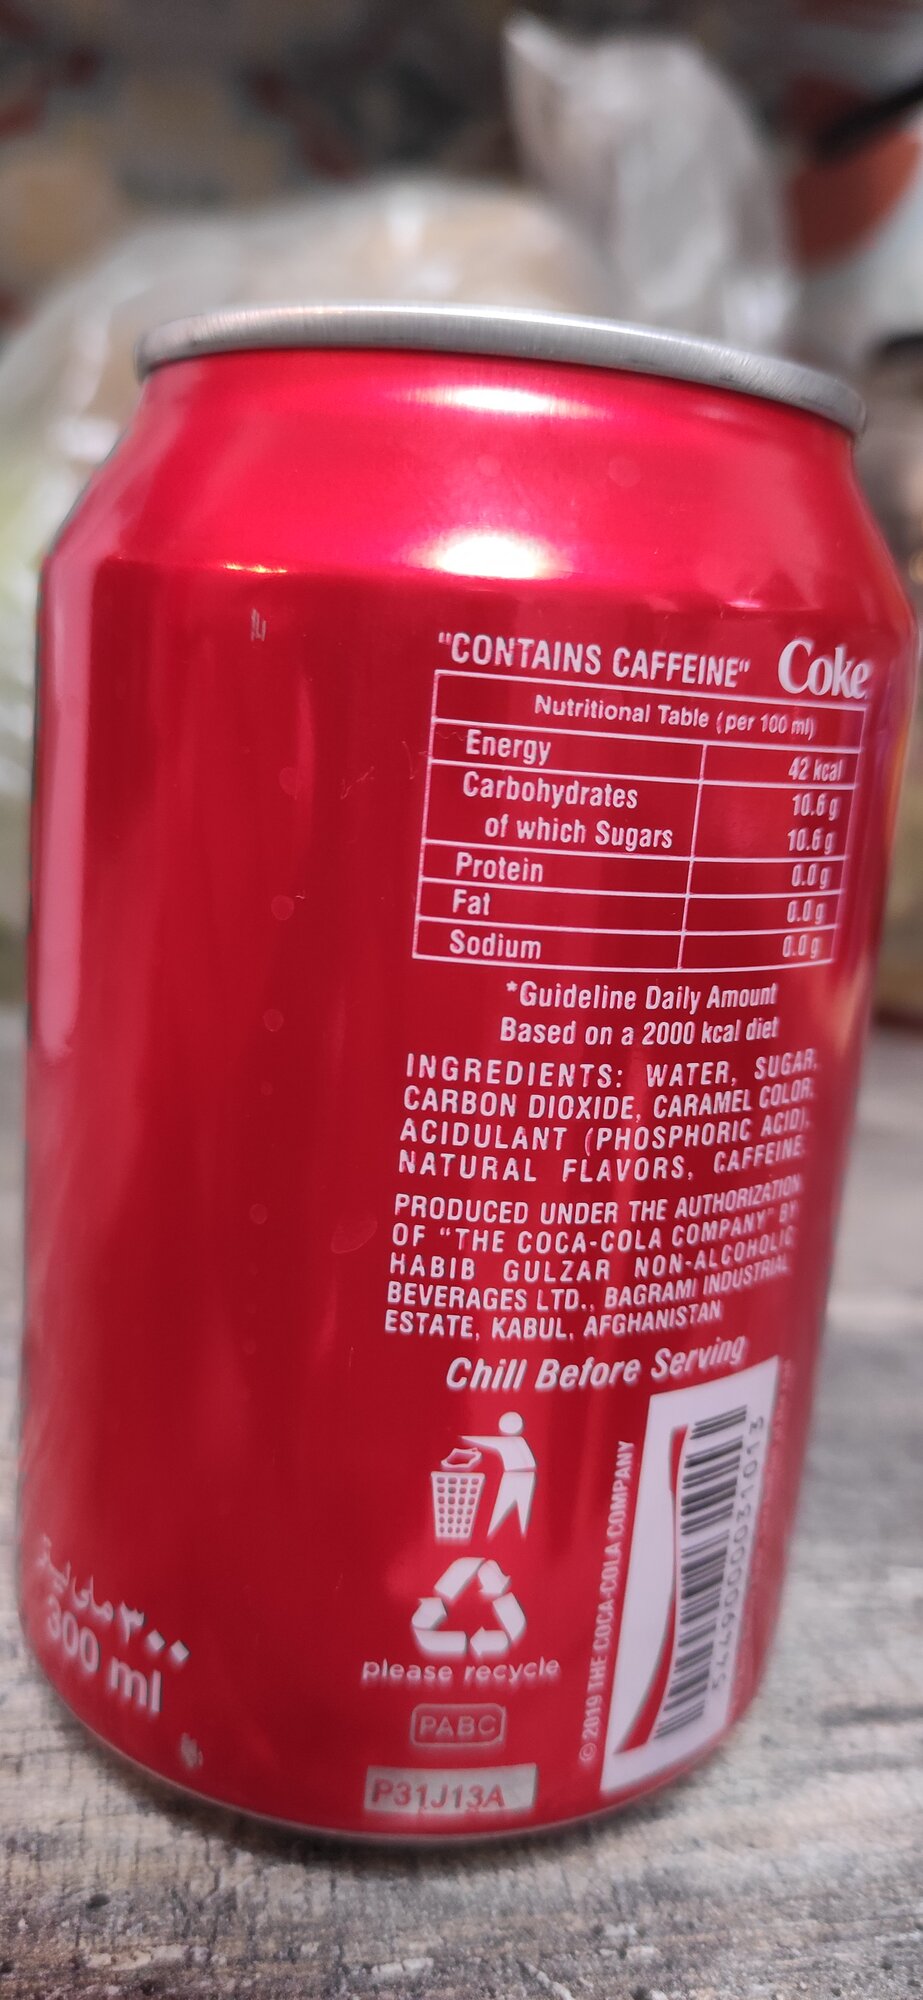 "CONTAINS CAFFEINE" Coke
Nutritional Table (per 100 ml)
Energy 42 kcal
Carbohydrates 10.6 g
of which Sugars 10.6 g
Protein 0.0 g
Fat 0.0 g
Sodium 0.0 g
*Guideline Daily Amount
Based on a 2000 kcal diet
INGREDIENTS: WATER, SUGAR,
CARBON DIOXIDE, CARAMEL COLOR,
ACIDULANT (PHOSPHORIC ACID),
NATURAL FLAVORS, CAFFEINE.
PRODUCED UNDER THE AUTHORIZATION
OF "THE COCA-COLA COMPANY" BY
HABIB GULZAR NON-ALCOHOLIC
BEVERAGES LTD., BAGRAMI INDUSTRIAL
ESTATE, KABUL, AFGHANISTAN
Chill Before Serving
please recycle
PABC
P31J13A
© 2019 THE COCA-COLA COMPANY
5449000031013
۳۰۰ ملی لیتر
300 ml